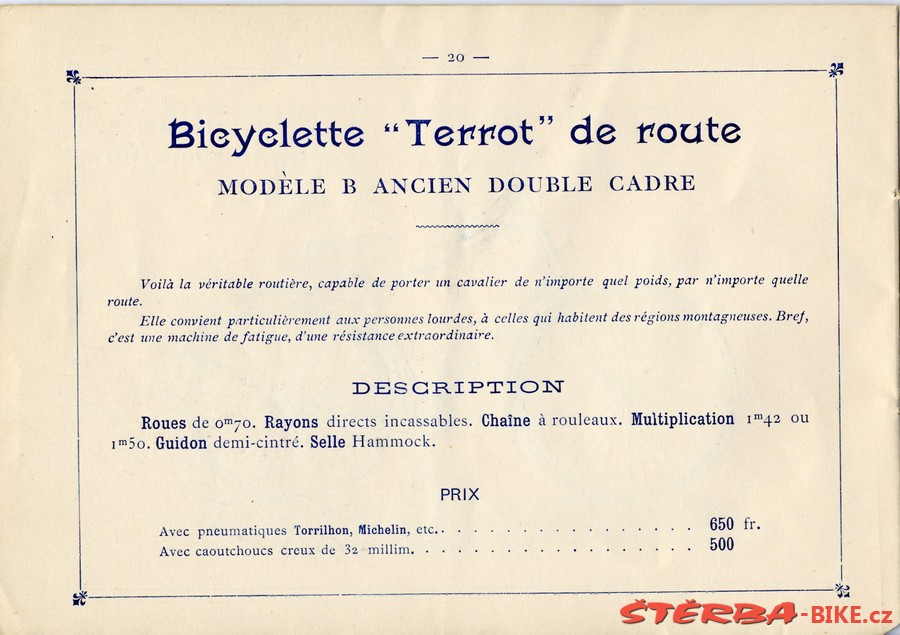 — 20 —
Bicyclette “Terrot” de route
MODÈLE B ANCIEN DOUBLE CADRE
Voilà la véritable routière, capable de porter un cavalier de n'importe quel poids, par n'importe quelle
route.
Elle convient particulièrement aux personnes lourdes, à celles qui habitent des régions montagneuses. Bref,
c'est une machine de fatigue, d'une résistance extraordinaire.
DESCRIPTION
Roues de 0m70. Rayons directs incassables. Chaîne à rouleaux. Multiplication 1m42 ou
1m50. Guidon demi-cintré. Selle Hammock.
PRIX
Avec pneumatiques Torrilhon, Michelin, etc. . . . . . . . . . . . . . . . . . 650 fr.
Avec caoutchoucs creux de 32 millim. . . . . . . . . . . . . . . . . . . 500
ŠTĚRBA-BIKE.cz